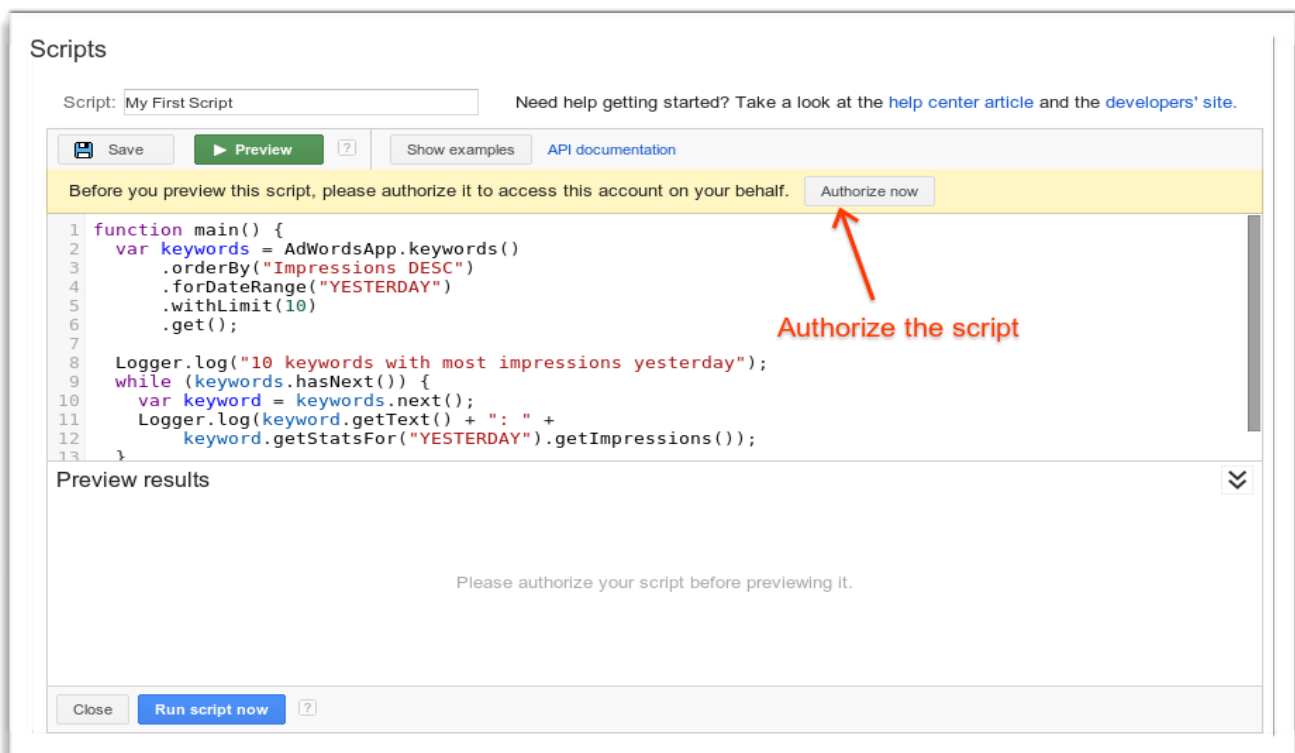 Scripts
Script: My First Script Need help getting started? Take a look at the help center article and the developers' site.
Save Preview ? Show examples API documentation
Before you preview this script, please authorize it to access this account on your behalf. Authorize now
1 function main() {
2   var keywords = AdWordsApp.keywords()
3       .orderBy("Impressions DESC")
4       .forDateRange("YESTERDAY")
5       .withLimit(10)
6       .get();
7
Authorize the script
8   Logger.log("10 keywords with most impressions yesterday");
9   while (keywords.hasNext()) {
10     var keyword = keywords.next();
11     Logger.log(keyword.getText() + ": " +
12         keyword.getStatsFor("YESTERDAY").getImpressions());
13   }
Preview results
Please authorize your script before previewing it.
Close Run script now ?